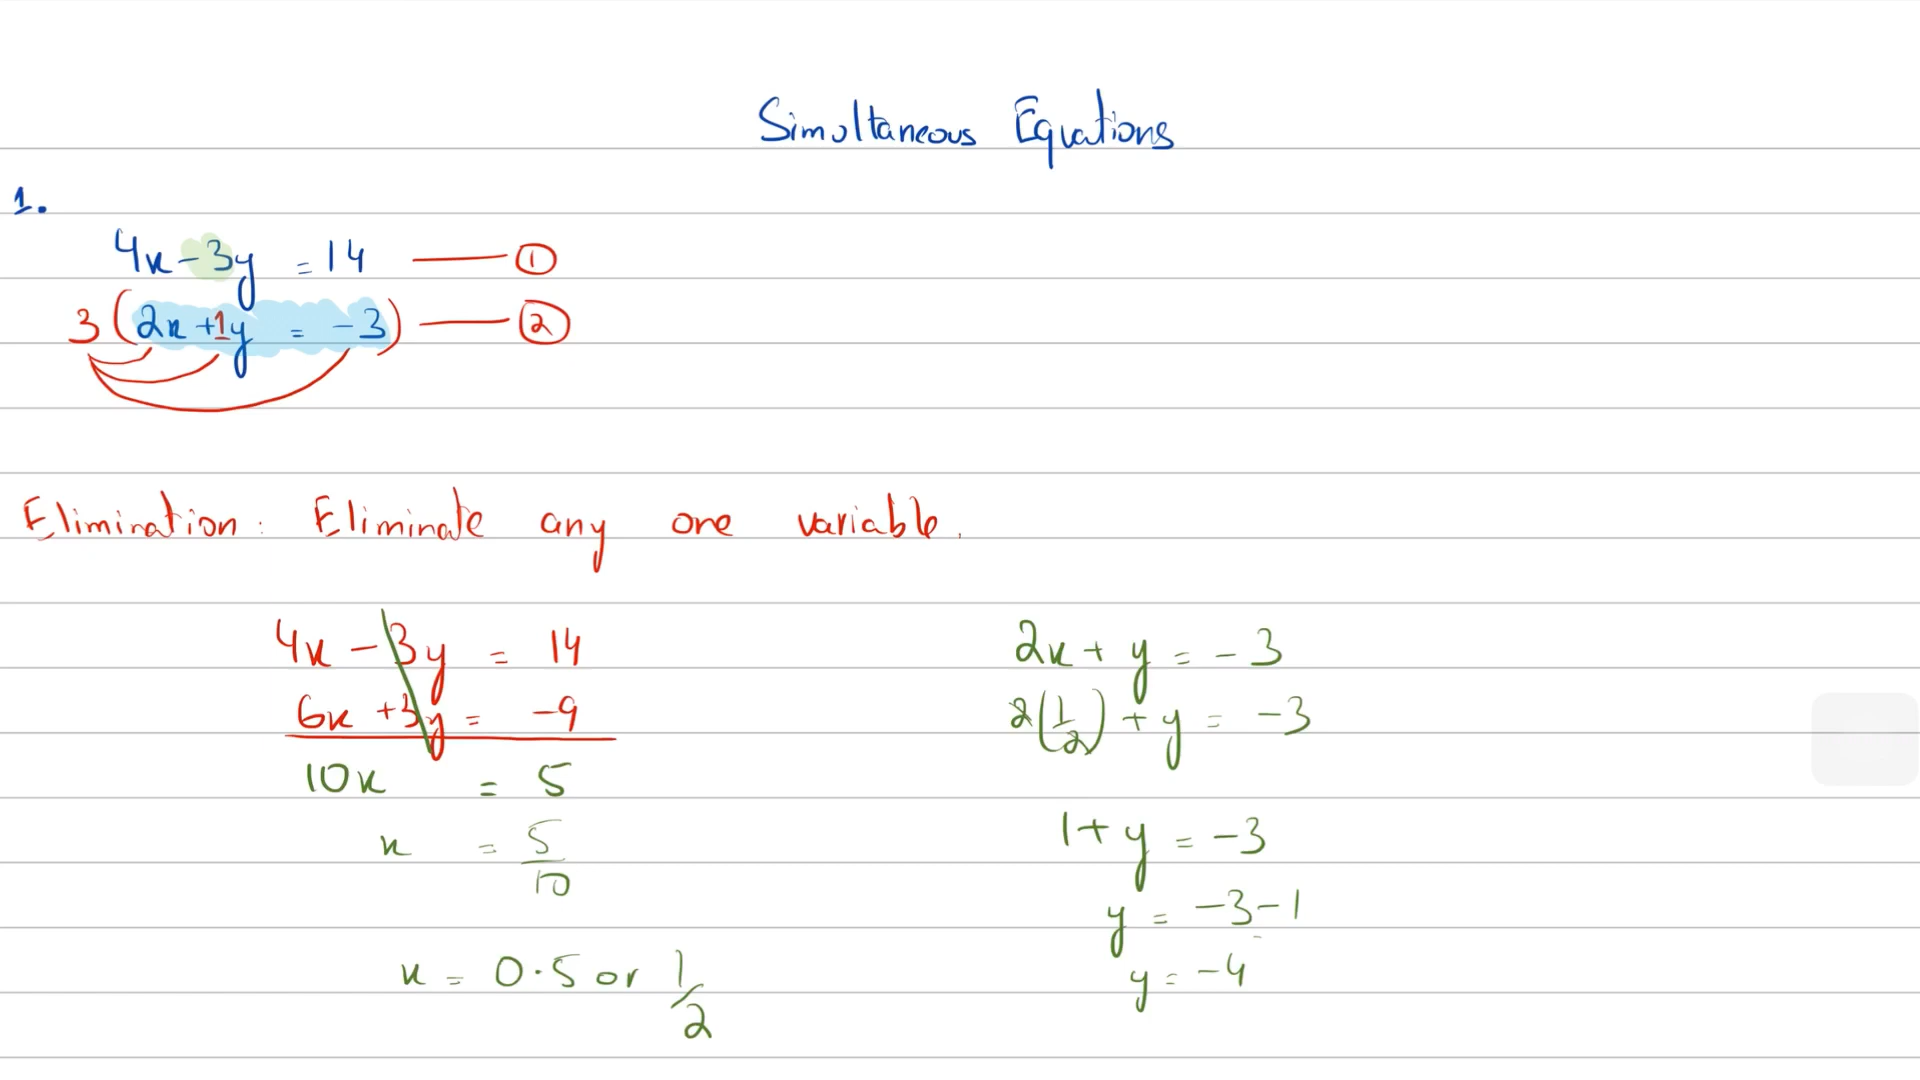 Simultaneous Equations
1.
4x - 3y = 14 —— ①
3 (2x + 1y = -3) —— ②
Elimination: Eliminate any one variable.
4x - 3y = 14
6x + 3y = -9
10x = 5
x = 5/10
x = 0.5 or 1/2
2x + y = -3
2(1/2) + y = -3
1 + y = -3
y = -3 - 1
y = -4